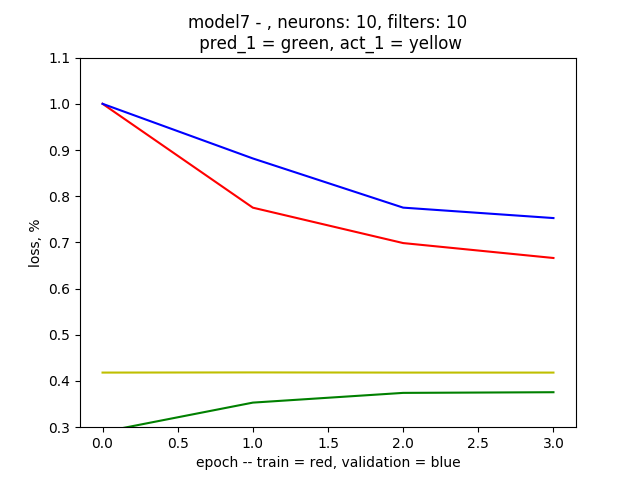 model7 - , neurons: 10, filters: 10
pred_1 = green, act_1 = yellow
1.1
1.0
0.9
0.8
0.7
0.6
0.5
0.4
0.3
loss, %
0.0 0.5 1.0 1.5 2.0 2.5 3.0
epoch -- train = red, validation = blue